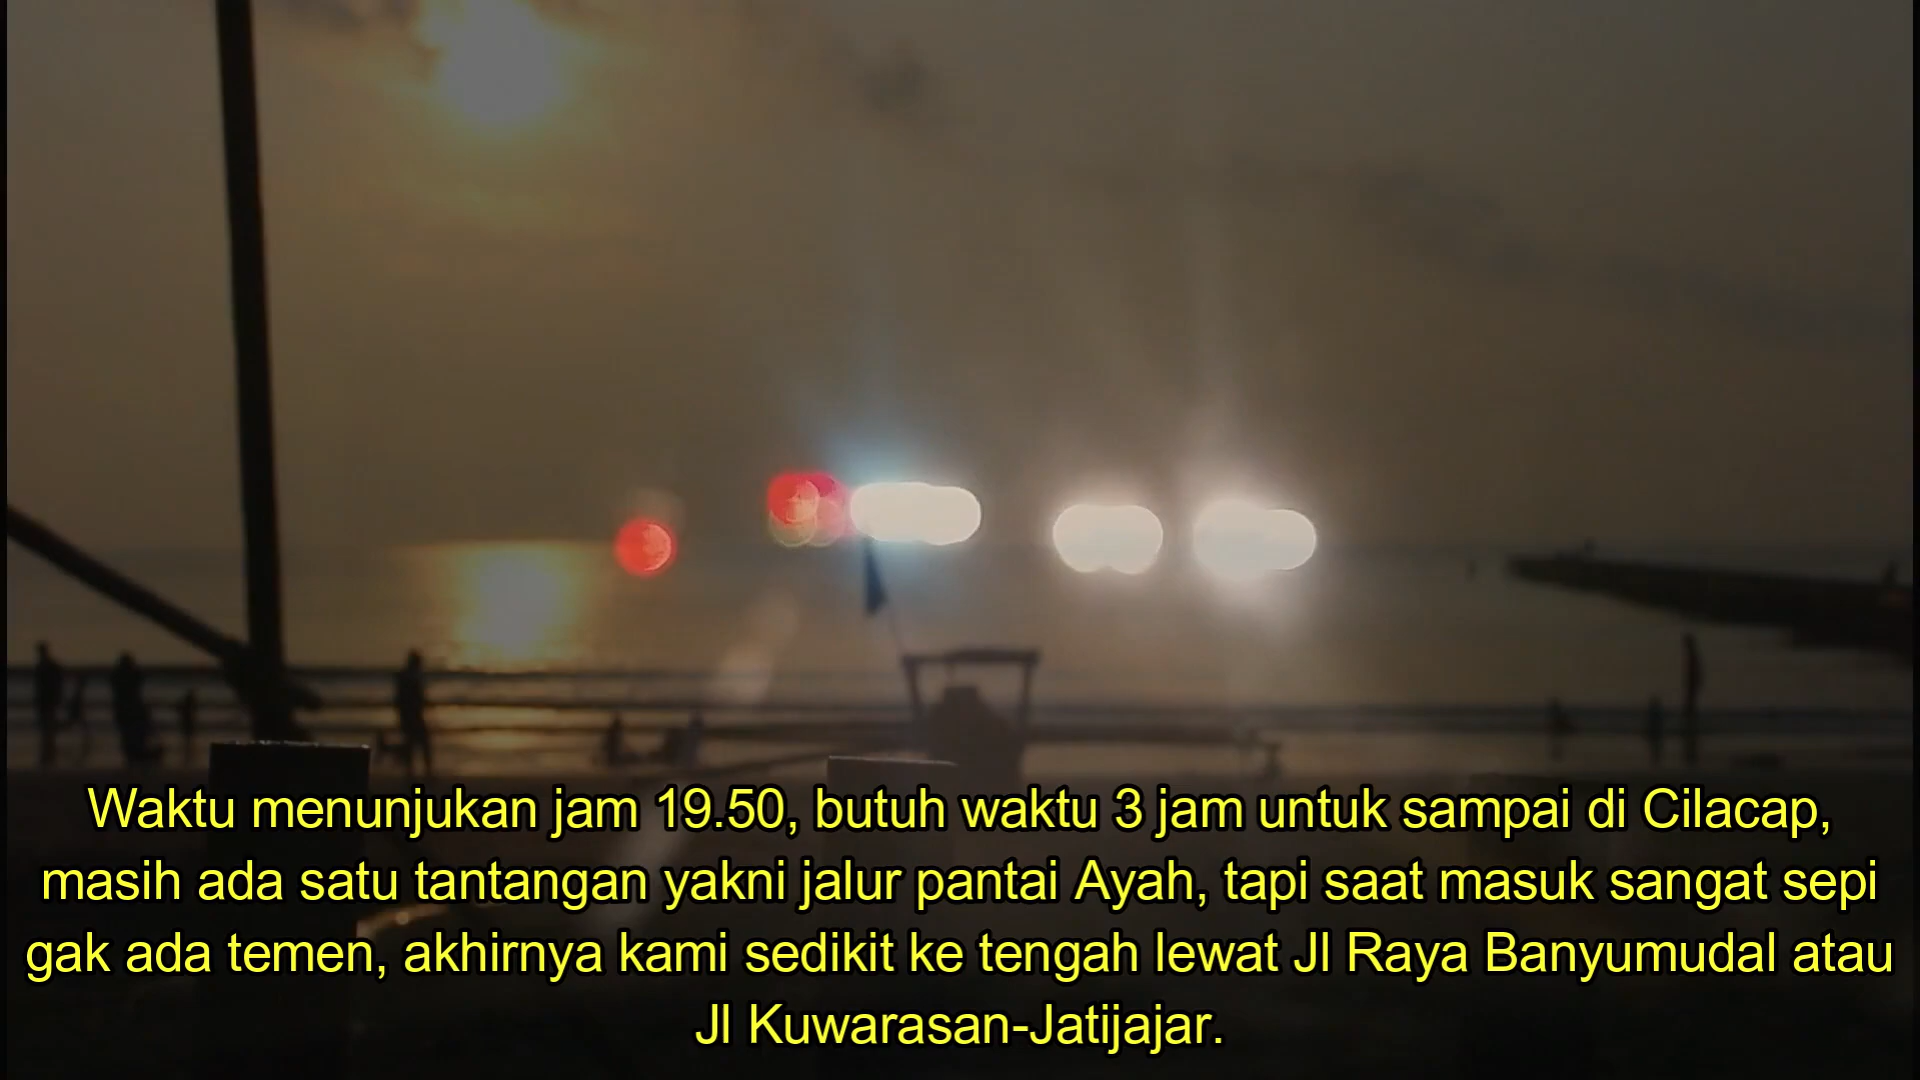 Waktu menunjukan jam 19.50, butuh waktu 3 jam untuk sampai di Cilacap,
masih ada satu tantangan yakni jalur pantai Ayah, tapi saat masuk sangat sepi
gak ada temen, akhirnya kami sedikit ke tengah lewat Jl Raya Banyumudal atau
Jl Kuwarasan-Jatijajar.